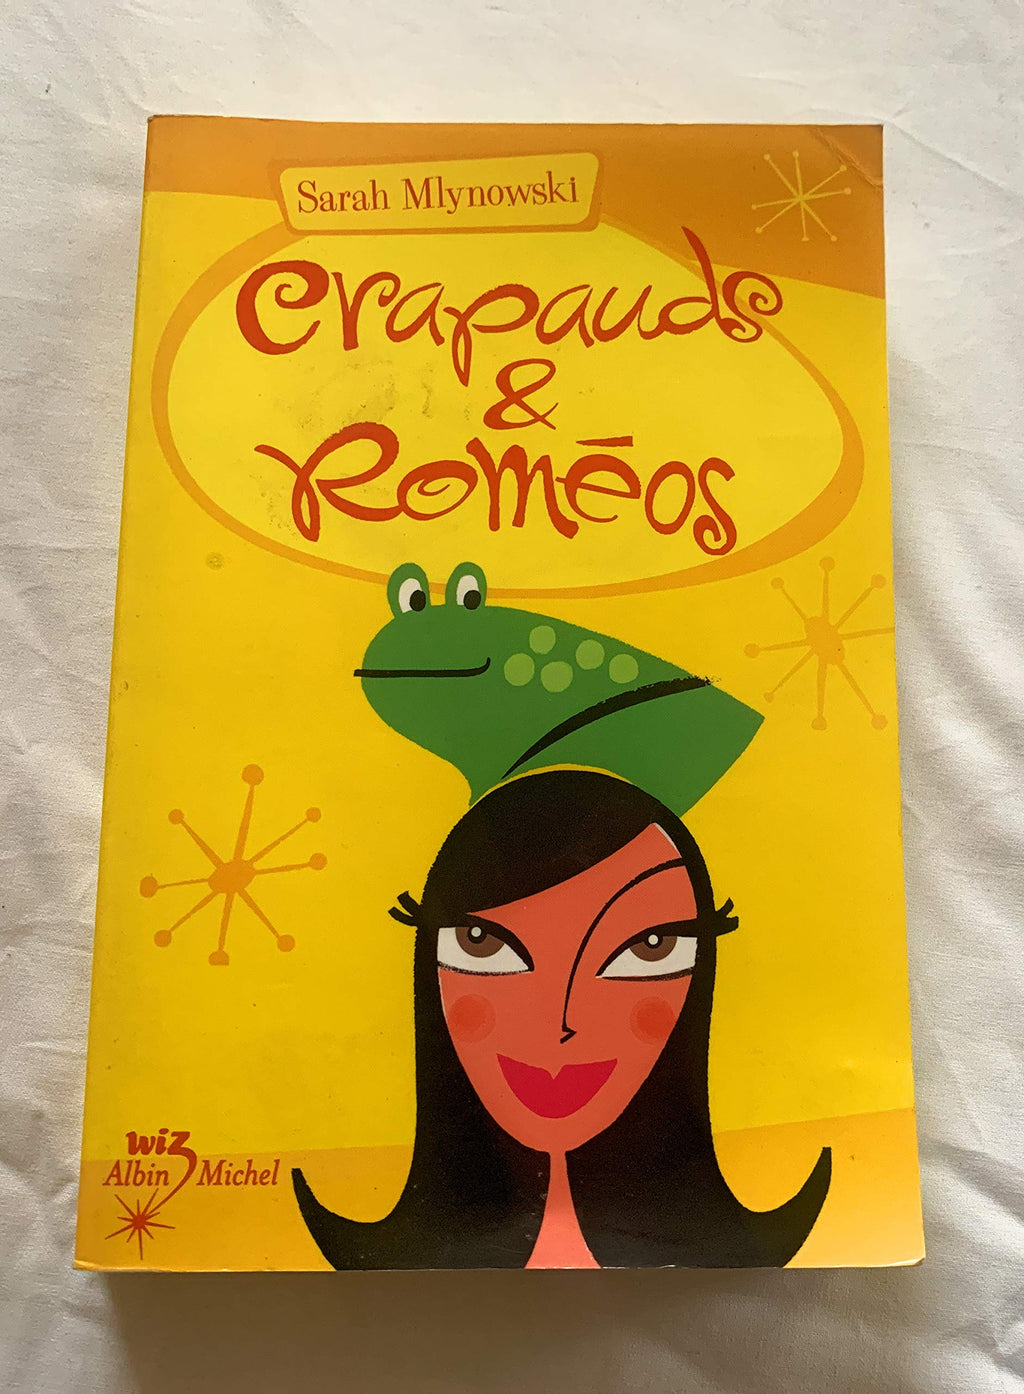 Sarah Mlynowski
Crapauds
&
Roméos
wiz
Albin Michel